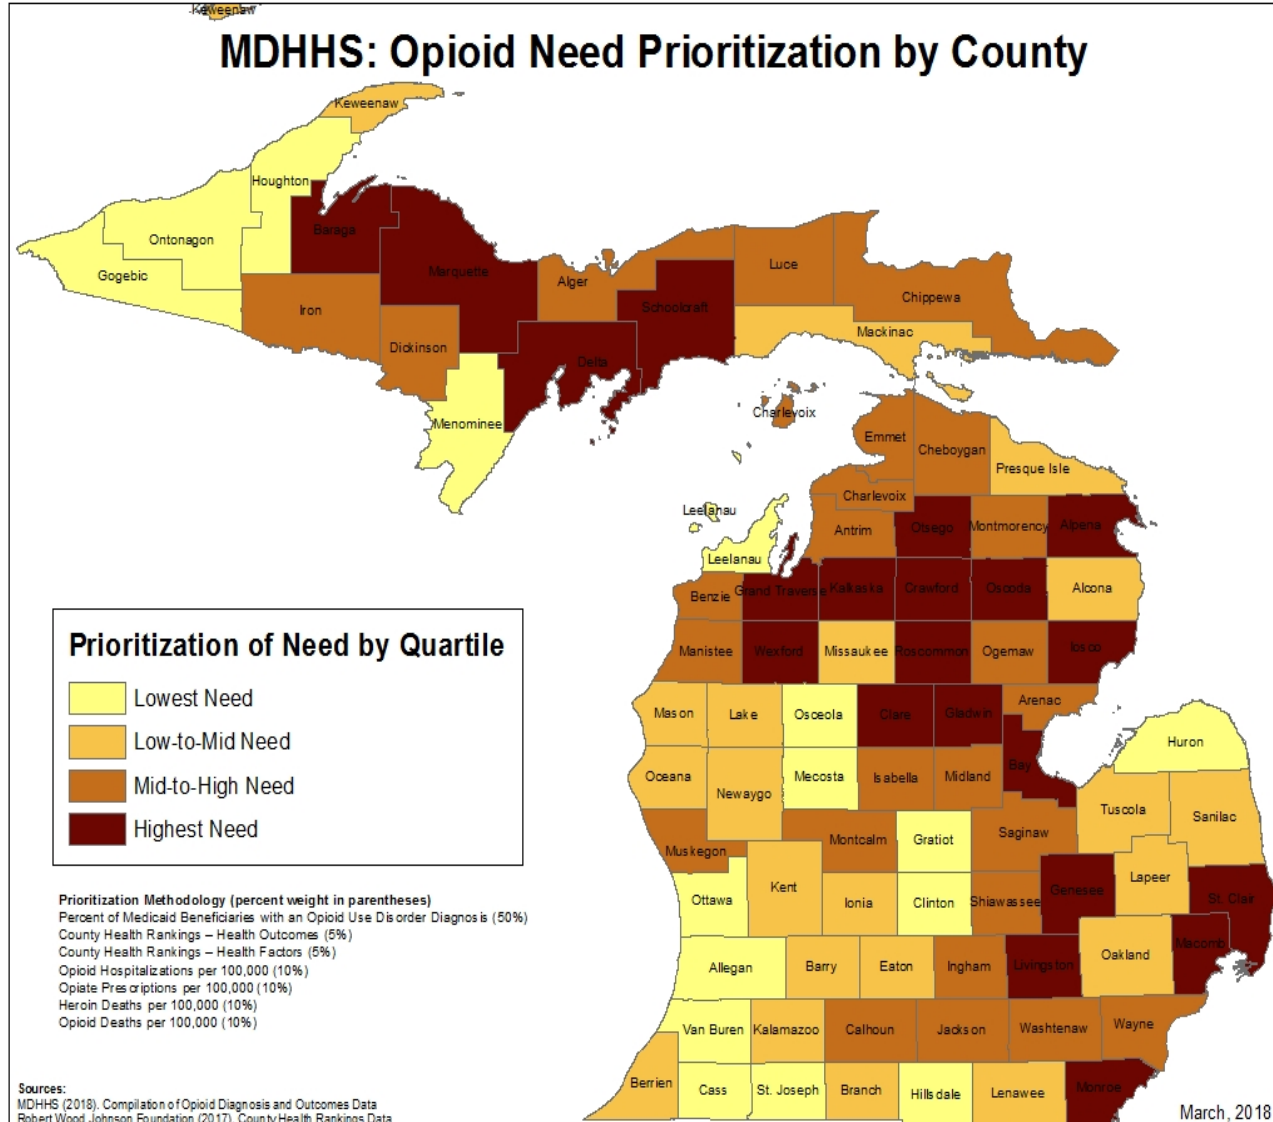 Keweenaw
MDHHS: Opioid Need Prioritization by County
Keweenaw
Houghton
Baraga
Ontonagon
Gogebic
Marquette
Iron
Dickinson
Menominee
Alger
Schoolcraft
Delta
Luce
Chippewa
Mackinac
Charlevoix
Emmet
Cheboygan
Presque Isle
Charlevoix
Leelanau
Antrim
Otsego
Montmorency
Alpena
Leelanau
Benzie
Grand Traverse
Kalkaska
Crawford
Oscoda
Alcona
Manistee
Wexford
Missaukee
Roscommon
Ogemaw
Iosco
Mason
Lake
Osceola
Clare
Gladwin
Arenac
Huron
Oceana
Newaygo
Mecosta
Isabella
Midland
Bay
Tuscola
Sanilac
Muskegon
Montcalm
Gratiot
Saginaw
Ottawa
Kent
Ionia
Clinton
Shiawassee
Genesee
Lapeer
St. Clair
Allegan
Barry
Eaton
Ingham
Livingston
Oakland
Macomb
Van Buren
Kalamazoo
Calhoun
Jackson
Washtenaw
Wayne
Berrien
Cass
St. Joseph
Branch
Hillsdale
Lenawee
Monroe
Prioritization of Need by Quartile
Lowest Need
Low-to-Mid Need
Mid-to-High Need
Highest Need
Prioritization Methodology (percent weight in parentheses)
Percent of Medicaid Beneficiaries with an Opioid Use Disorder Diagnosis (50%)
County Health Rankings – Health Outcomes (5%)
County Health Rankings – Health Factors (5%)
Opioid Hospitalizations per 100,000 (10%)
Opiate Prescriptions per 100,000 (10%)
Heroin Deaths per 100,000 (10%)
Opioid Deaths per 100,000 (10%)
Sources:
MDHHS (2018). Compilation of Opioid Diagnosis and Outcomes Data
Robert Wood Johnson Foundation (2017). County Health Rankings Data
March, 2018